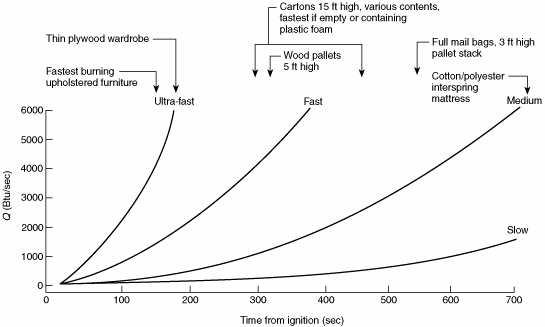 Cartons 15 ft high, various contents,
fastest if empty or containing
plastic foam
Thin plywood wardrobe
Full mail bags, 3 ft high
pallet stack
Wood pallets
5 ft high
Fastest burning
upholstered furniture
Cotton/polyester
interspring
mattress
Ultra-fast
Fast
Medium
Slow
6000
5000
4000
3000
2000
1000
0
Q (Btu/sec)
0
100
200
300
400
500
600
700
Time from ignition (sec)